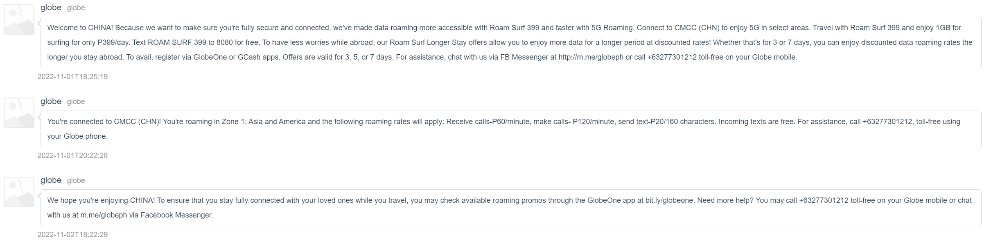 globe globe
Welcome to CHINA! Because we want to make sure you're fully secure and connected, we've made data roaming more accessible with Roam Surf 399 and faster with 5G Roaming. Connect to CMCC (CHN) to enjoy 5G in select areas. Travel with Roam Surf 399 and enjoy 1GB for
surfing for only P399/day. Text ROAM SURF 399 to 8080 for free. To have less worries while abroad, our Roam Surf Longer Stay offers allow you to enjoy more data for a longer period at discounted rates! Whether that's for 3 or 7 days, you can enjoy discounted data roaming rates the
longer you stay abroad. To avail, register via GlobeOne or GCash apps. Offers are valid for 3, 5, or 7 days. For assistance, chat with us via FB Messenger at http://m.me/globeph or call +63277301212 toll-free on your Globe mobile.
2022-11-01T18:25:19
globe globe
You're connected to CMCC (CHN)! You're roaming in Zone 1: Asia and America and the following roaming rates will apply: Receive calls-P60/minute, make calls- P120/minute, send text-P20/160 characters. Incoming texts are free. For assistance, call +63277301212, toll-free using
your Globe phone.
2022-11-01T20:22:28
globe globe
We hope you're enjoying CHINA! To ensure that you stay fully connected with your loved ones while you travel, you may check available roaming promos through the GlobeOne app at bit.ly/globeone. Need more help? You may call +63277301212 toll-free on your Globe mobile or chat
with us at m.me/globeph via Facebook Messenger.
2022-11-02T18:22:29